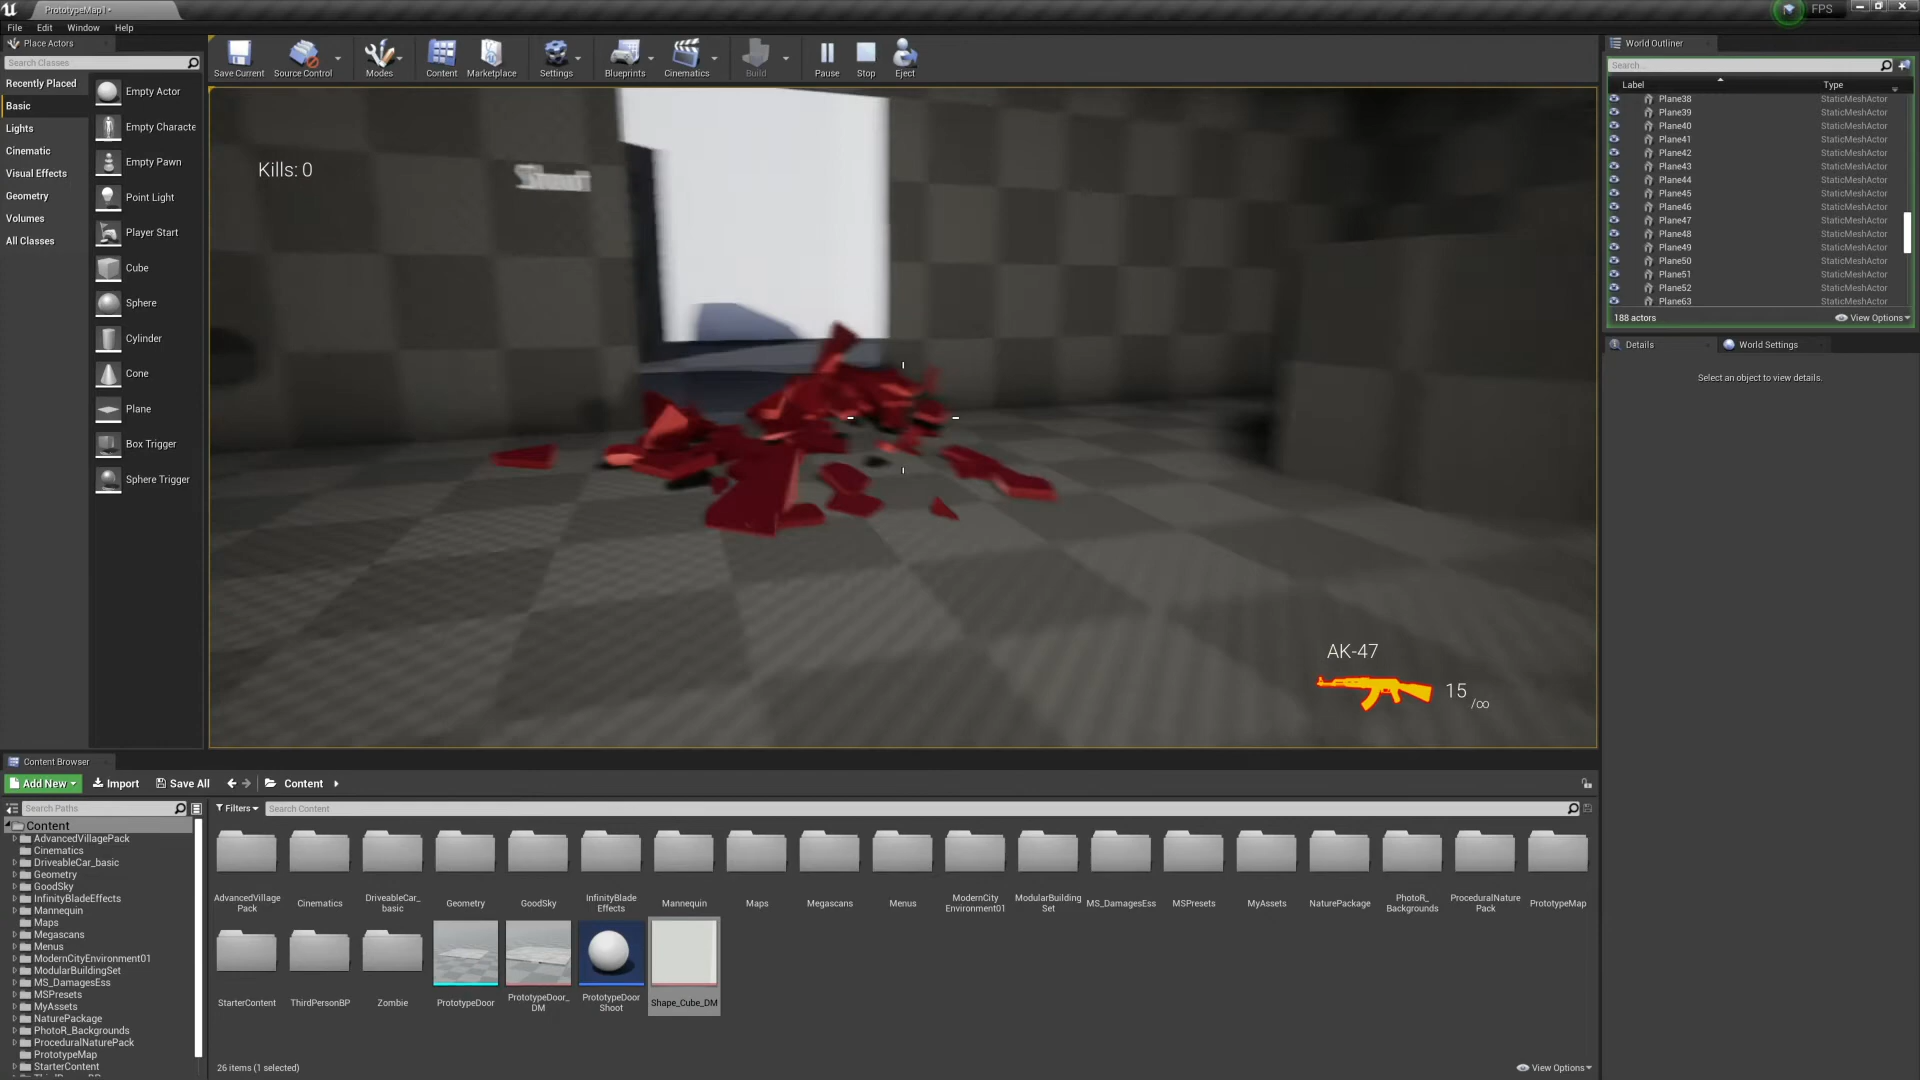 PrototypeMap1•
FPS
File Edit Window Help
Place Actors
Search Classes
Recently Placed
Basic
Lights
Cinematic
Visual Effects
Geometry
Volumes
All Classes
Empty Actor
Empty Characte
Empty Pawn
Point Light
Player Start
Cube
Sphere
Cylinder
Cone
Plane
Box Trigger
Sphere Trigger
Save Current Source Control Modes Content Marketplace Settings Blueprints Cinematics Build Pause Stop Eject
Kills: 0
AK-47
15
/∞
World Outliner
Search...
Label Type
Plane38 StaticMeshActor
Plane39 StaticMeshActor
Plane40 StaticMeshActor
Plane41 StaticMeshActor
Plane42 StaticMeshActor
Plane43 StaticMeshActor
Plane44 StaticMeshActor
Plane45 StaticMeshActor
Plane46 StaticMeshActor
Plane47 StaticMeshActor
Plane48 StaticMeshActor
Plane49 StaticMeshActor
Plane50 StaticMeshActor
Plane51 StaticMeshActor
Plane52 StaticMeshActor
Plane63 StaticMeshActor
188 actors View Options
Details World Settings
Select an object to view details.
Content Browser
Add New Import Save All Content
Search Paths
Content
AdvancedVillagePack
Cinematics
DriveableCar_basic
Geometry
GoodSky
InfinityBladeEffects
Mannequin
Maps
Megascans
Menus
ModernCityEnvironment01
ModularBuildingSet
MS_DamagesEss
MSPresets
MyAssets
NaturePackage
PhotoR_Backgrounds
ProceduralNaturePack
PrototypeMap
StarterContent
Filters Search Content
AdvancedVillage
Pack
Cinematics
DriveableCar_
basic
Geometry
GoodSky
InfinityBlade
Effects
Mannequin
Maps
Megascans
Menus
ModernCity
Environment01
ModularBuilding
Set
MS_DamagesEss
MSPresets
MyAssets
NaturePackage
PhotoR_
Backgrounds
ProceduralNature
Pack
PrototypeMap
StarterContent
ThirdPersonBP
Zombie
PrototypeDoor
PrototypeDoor_
DM
PrototypeDoor
Shoot
Shape_Cube_DM
26 items (1 selected)
View Options